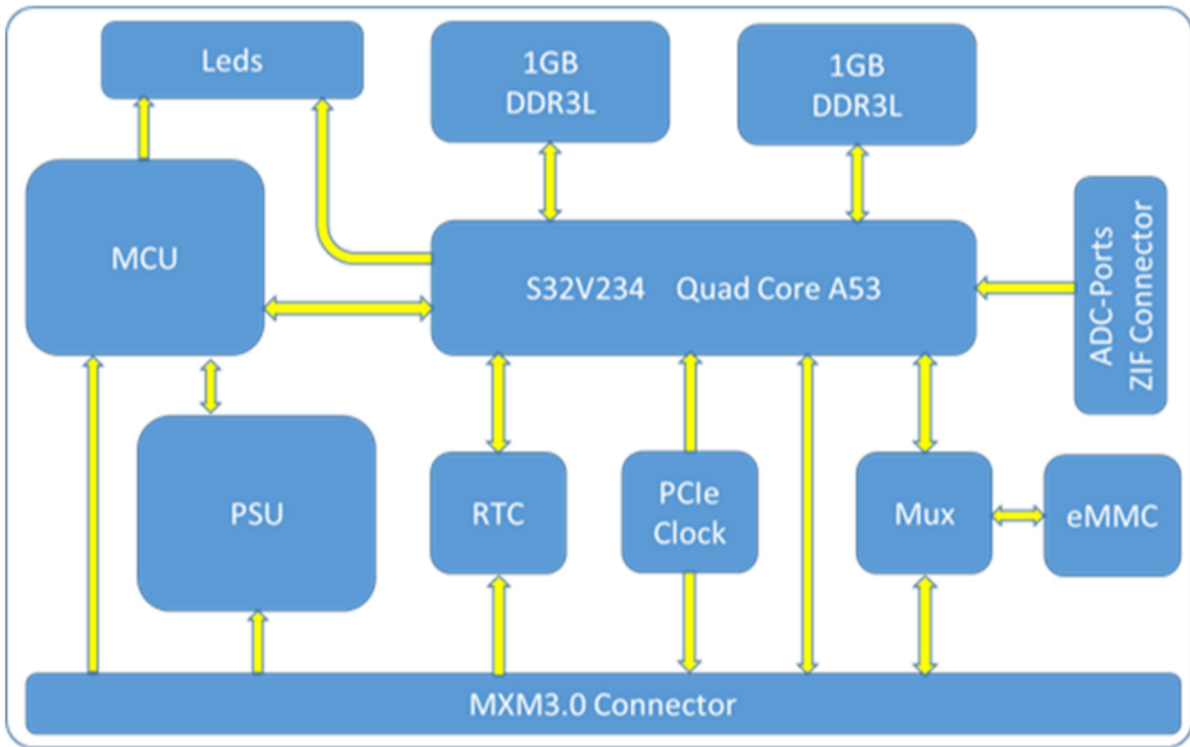 Leds
1GB
DDR3L
1GB
DDR3L
MCU
S32V234 Quad Core A53
ADC-Ports
ZIF Connector
PSU
RTC
PCIe
Clock
Mux
eMMC
MXM3.0 Connector